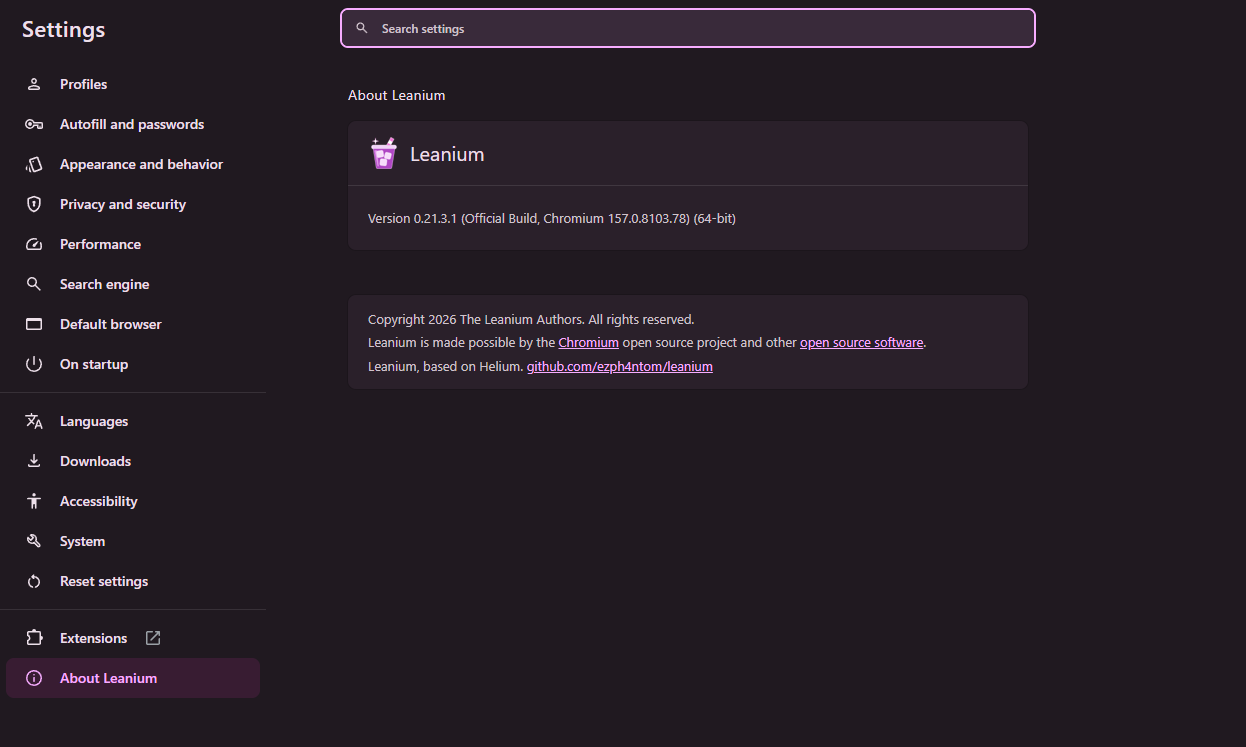 Settings
Search settings
Profiles
Autofill and passwords
Appearance and behavior
Privacy and security
Performance
Search engine
Default browser
On startup
Languages
Downloads
Accessibility
System
Reset settings
Extensions
About Leanium
About Leanium
Leanium
Version 0.21.3.1 (Official Build, Chromium 157.0.8103.78) (64-bit)
Copyright 2026 The Leanium Authors. All rights reserved.
Leanium is made possible by the Chromium open source project and other open source software.
Leanium, based on Helium. github.com/ezph4ntom/leanium